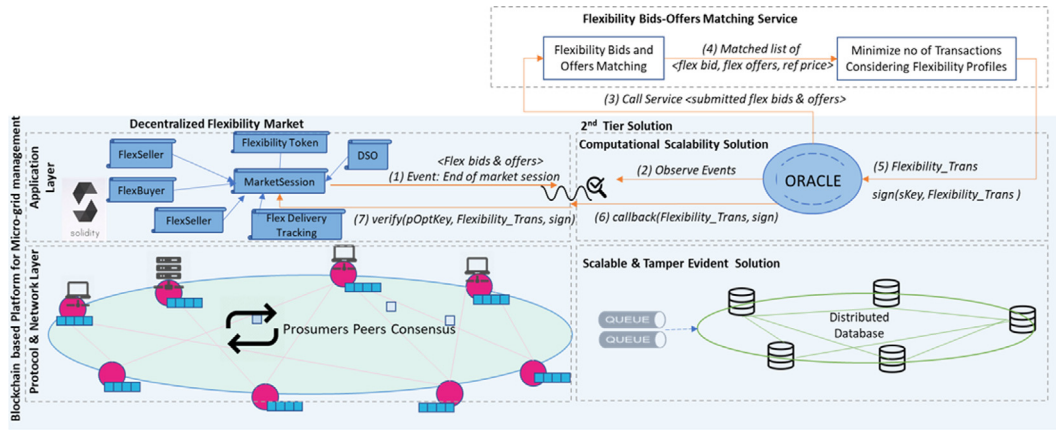 Flexibility Bids-Offers Matching Service
Flexibility Bids and
Offers Matching
(4) Matched list of
<flex bid, flex offers, ref price>
Minimize no of Transactions
Considering Flexibility Profiles
(3) Call Service <submitted flex bids & offers>
Blockchain based Platform for Micro-grid management
Application
Layer
Decentralized Flexibility Market
FlexSeller
Flexibility Token
DSO
FlexBuyer
MarketSession
FlexSeller
Flex Delivery
Tracking
solidity
<Flex bids & offers>
(1) Event: End of market session
(7) verify(pOptKey, Flexibility_Trans, sign)
2nd Tier Solution
Computational Scalability Solution
(2) Observe Events
ORACLE
(5) Flexibility_Trans
sign(sKey, Flexibility_Trans )
(6) callback(Flexibility_Trans, sign)
Protocol & Network Layer
Prosumers Peers Consensus
Scalable & Tamper Evident Solution
QUEUE
QUEUE
Distributed
Database